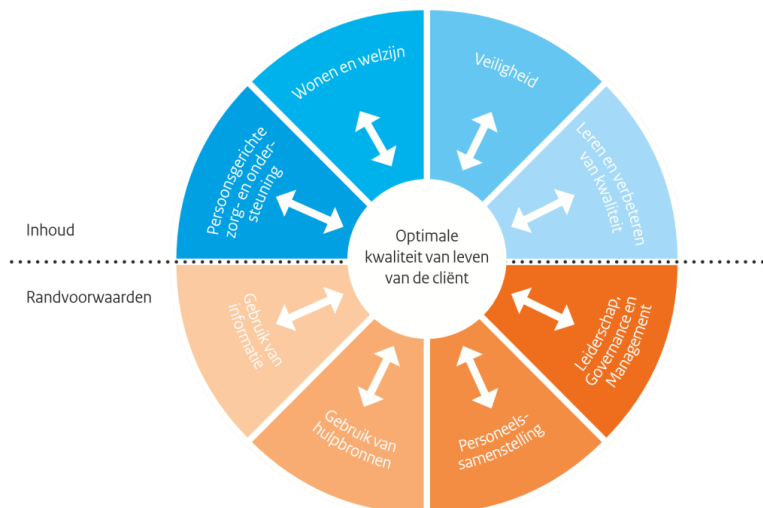 Wonen en welzijn
Veiligheid
Persoonsgerichte
zorg- en onder-
steuning
Leren en verbeteren
van kwaliteit
Inhoud
Optimale
kwaliteit van leven
van de cliënt
Randvoorwaarden
Gebruik van
informatie
Leiderschap,
Governance en
Management
Gebruik van
hulpbronnen
Personeels-
samenstelling